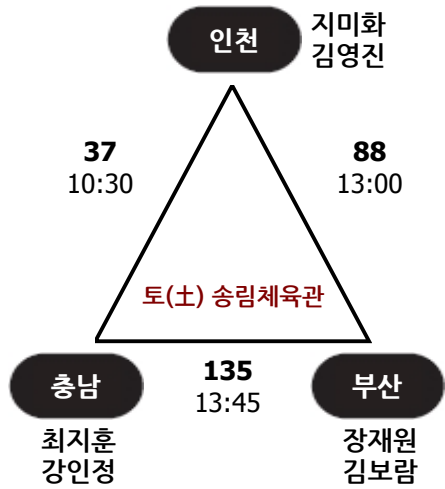 인천
지미화
김영진
37
10:30
88
13:00
토(土) 송림체육관
충남
135
13:45
부산
최지훈
강인정
장재원
김보람